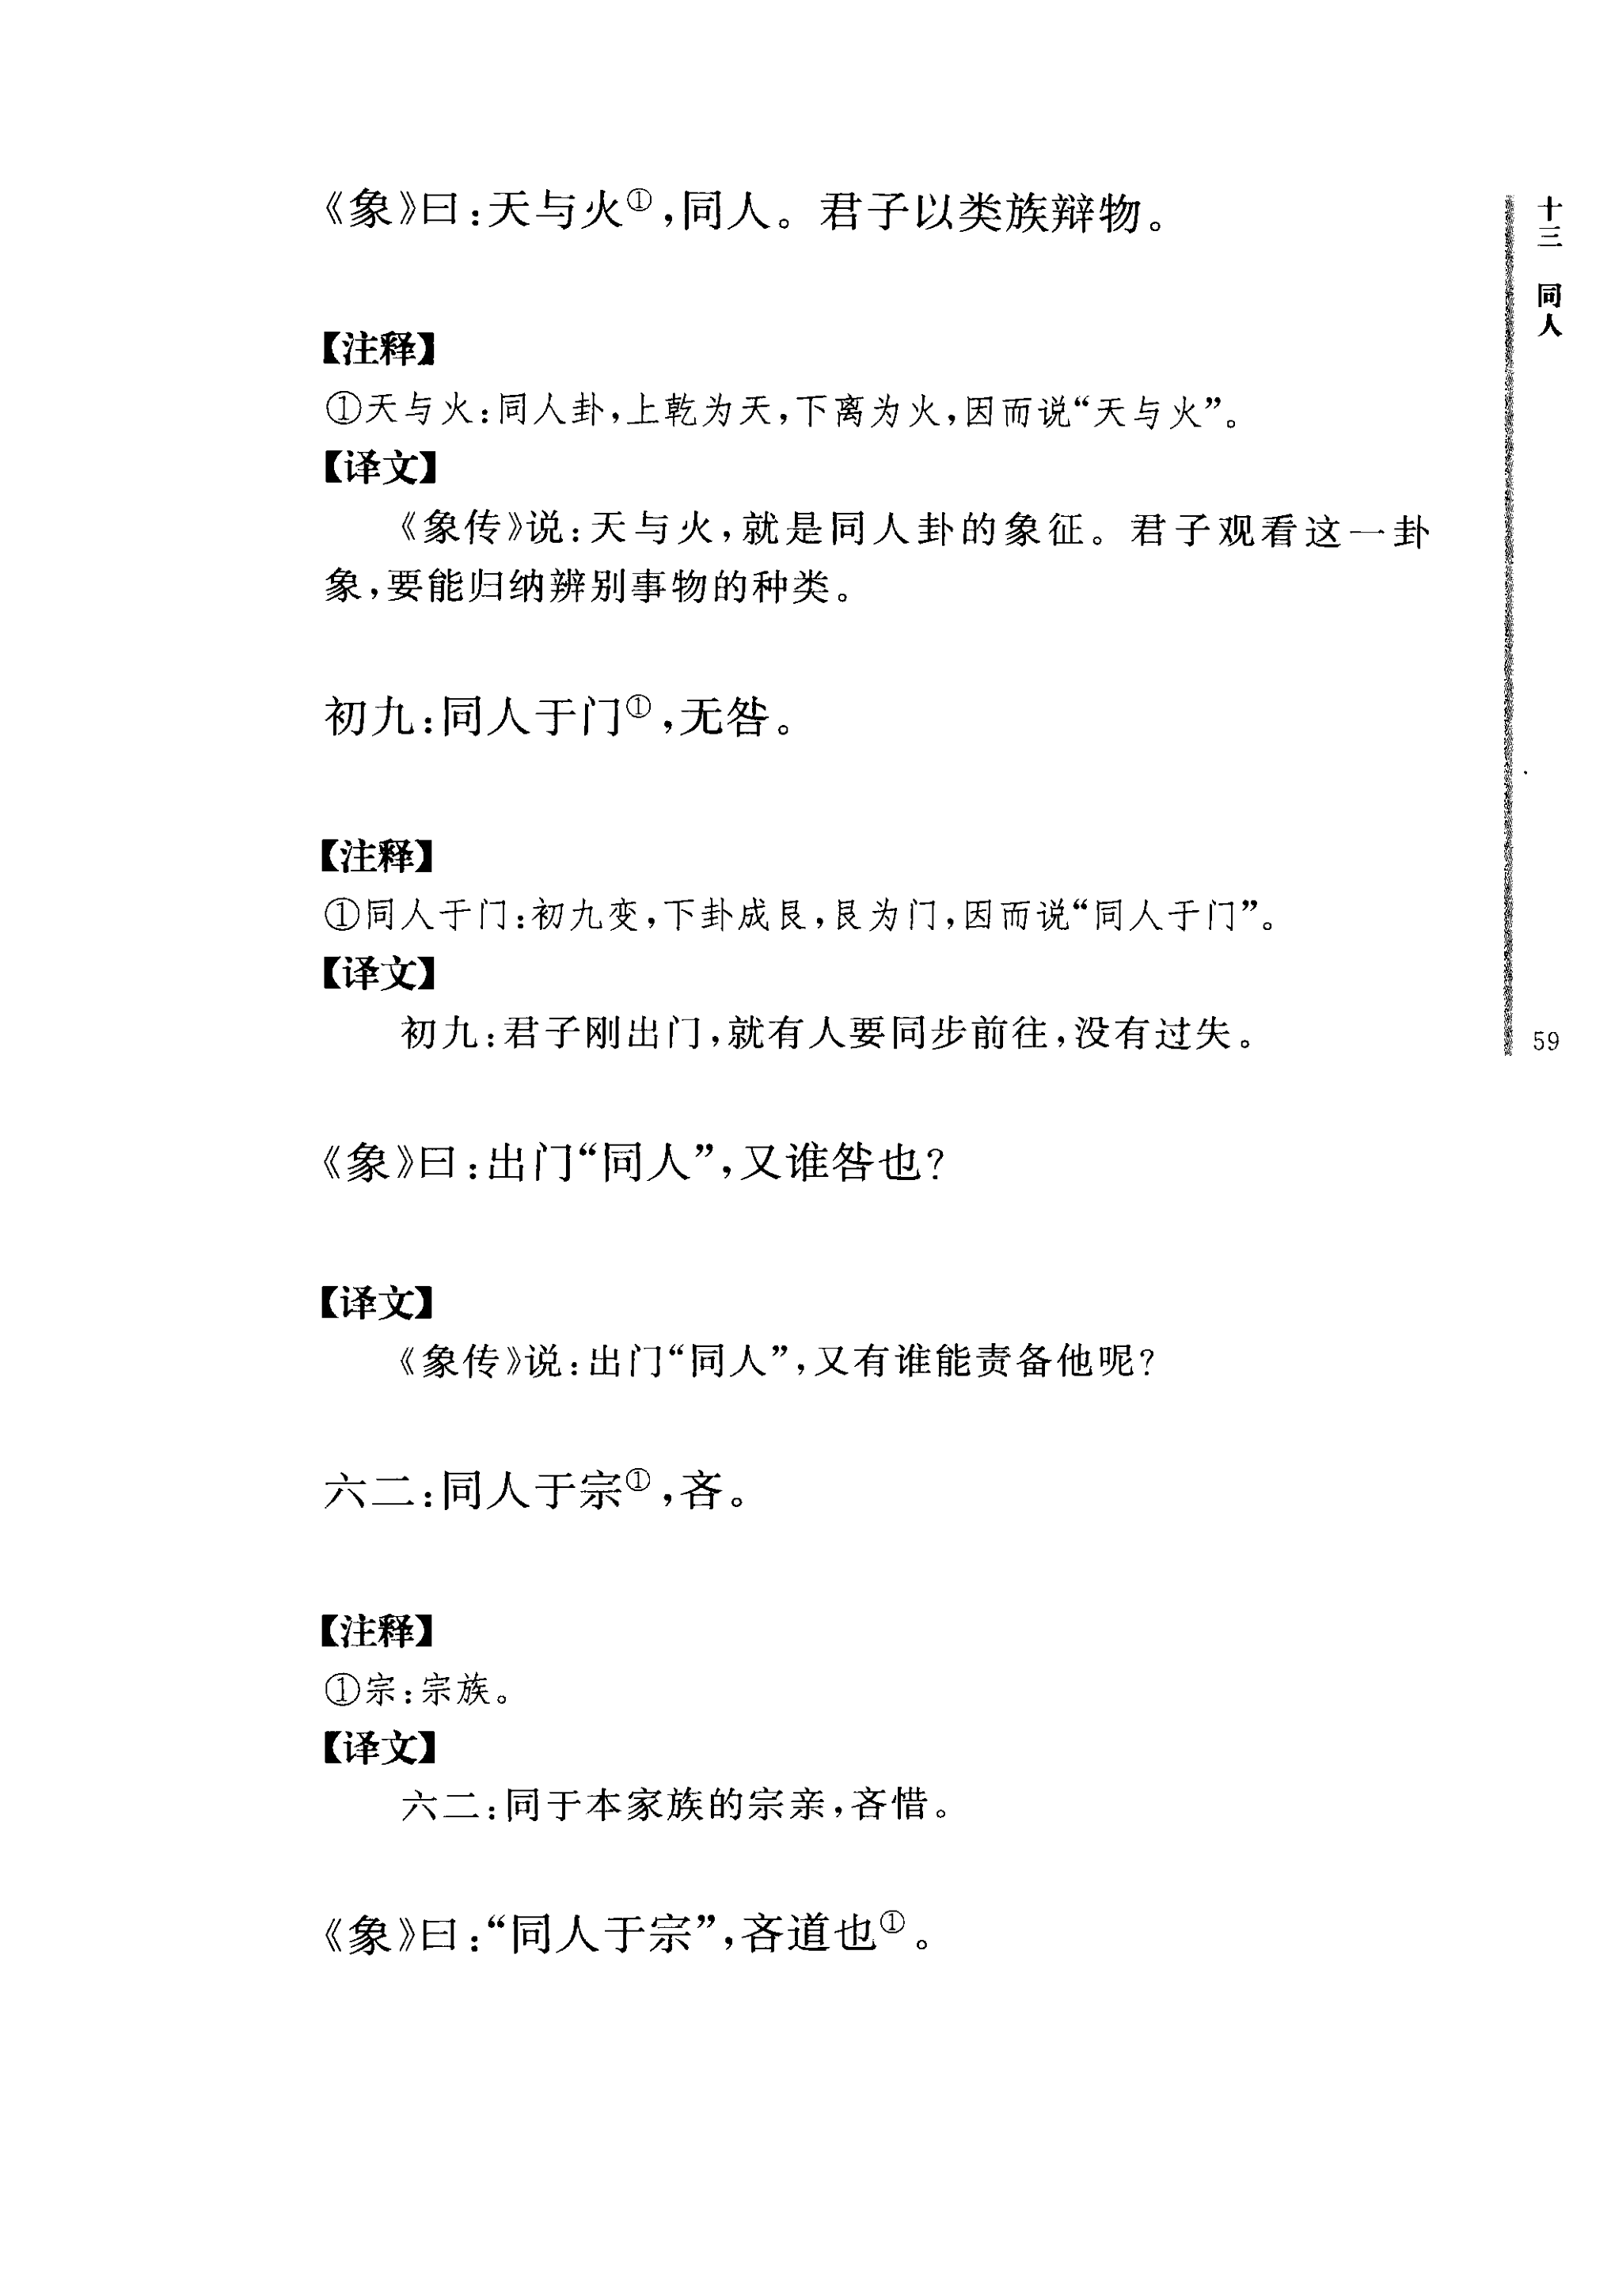 《象》曰：天与火①，同人。君子以类族辩物。
【注释】
①天与火：同人卦，上乾为天，下离为火，因而说“天与火”。
【译文】
《象传》说：天与火，就是同人卦的象征。君子观看这一卦
象，要能归纳辨别事物的种类。
初九：同人于门①，无咎。
【注释】
①同人于门：初九变，下卦成艮，艮为门，因而说“同人于门”。
【译文】
初九：君子刚出门，就有人要同步前往，没有过失。
《象》曰：出门“同人”，又谁咎也？
【译文】
《象传》说：出门“同人”，又有谁能责备他呢？
六二：同人于宗①，吝。
【注释】
①宗：宗族。
【译文】
六二：同于本家族的宗亲，吝惜。
《象》曰：“同人于宗”，吝道也①。
十三 同人
59